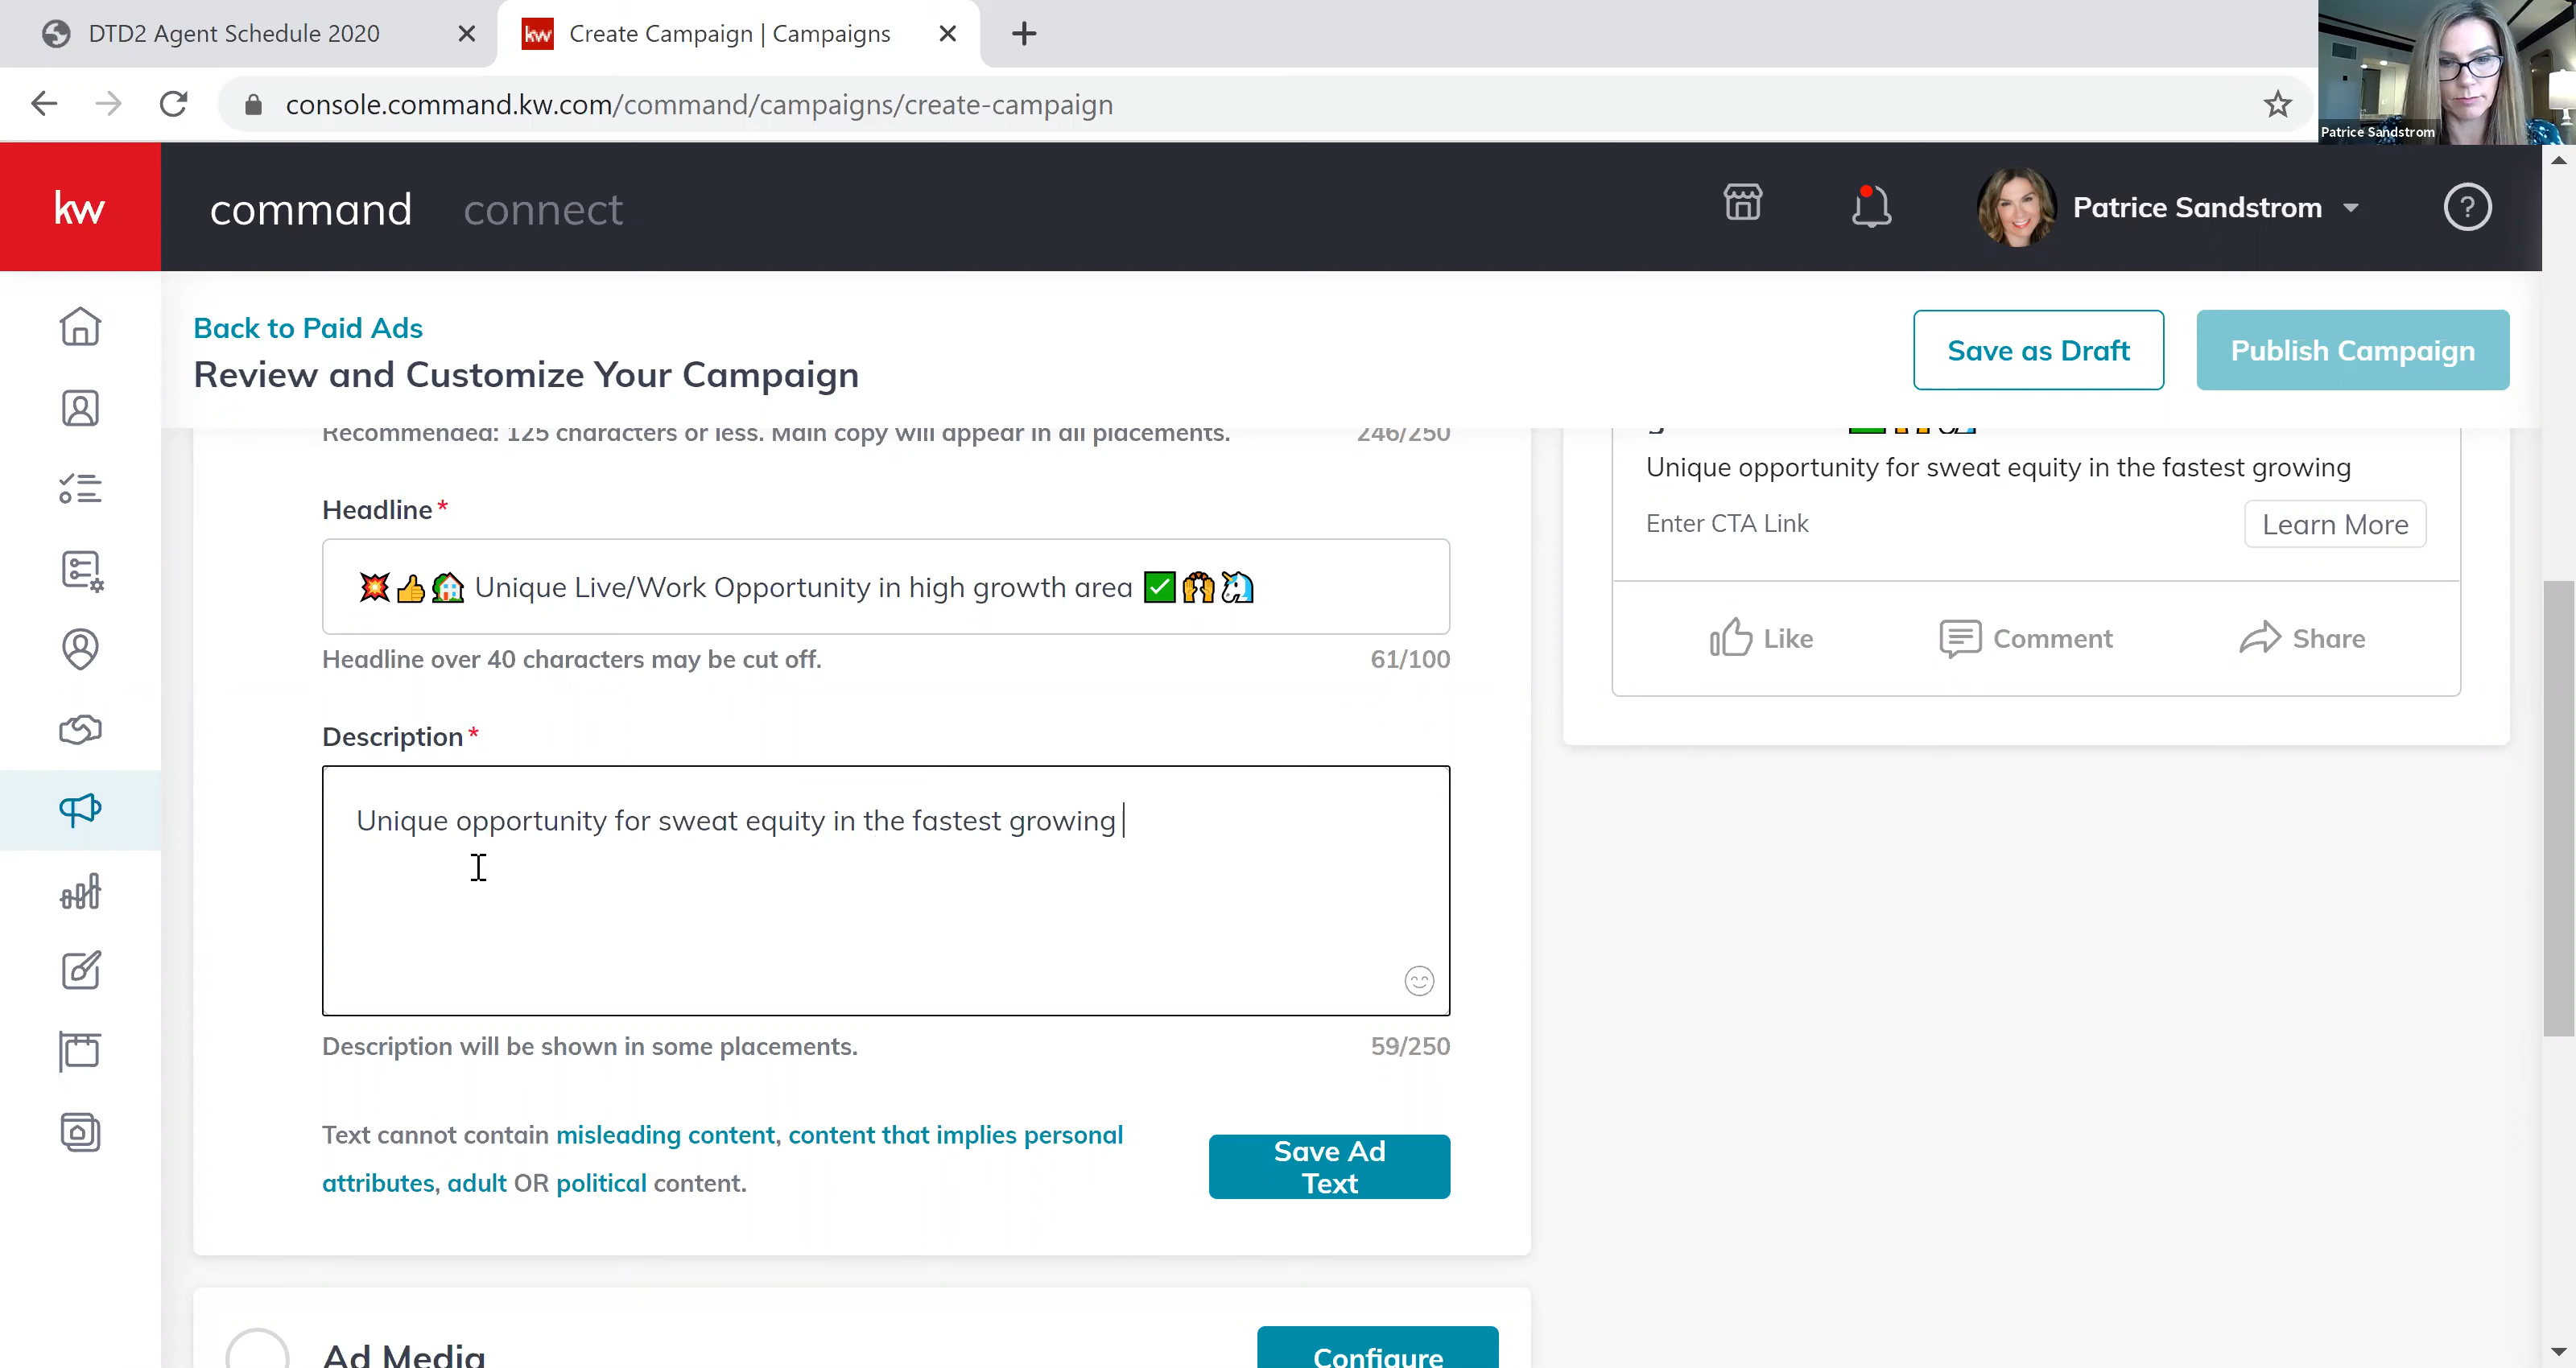 DTD2 Agent Schedule 2020
kw Create Campaign | Campaigns
console.command.kw.com/command/campaigns/create-campaign
Patrice Sandstrom
kw command connect
Patrice Sandstrom
?
Back to Paid Ads
Review and Customize Your Campaign
Save as Draft
Publish Campaign
Recommended: 125 characters or less. Main copy will appear in all placements.
246/250
Headline*
💥👍🏡 Unique Live/Work Opportunity in high growth area ✅🙌🦄
Headline over 40 characters may be cut off.
61/100
Description*
Unique opportunity for sweat equity in the fastest growing
Description will be shown in some placements.
59/250
Text cannot contain misleading content, content that implies personal
attributes, adult OR political content.
Save Ad
Text
Ad Media
Configure
Unique opportunity for sweat equity in the fastest growing
Enter CTA Link
Learn More
Like
Comment
Share